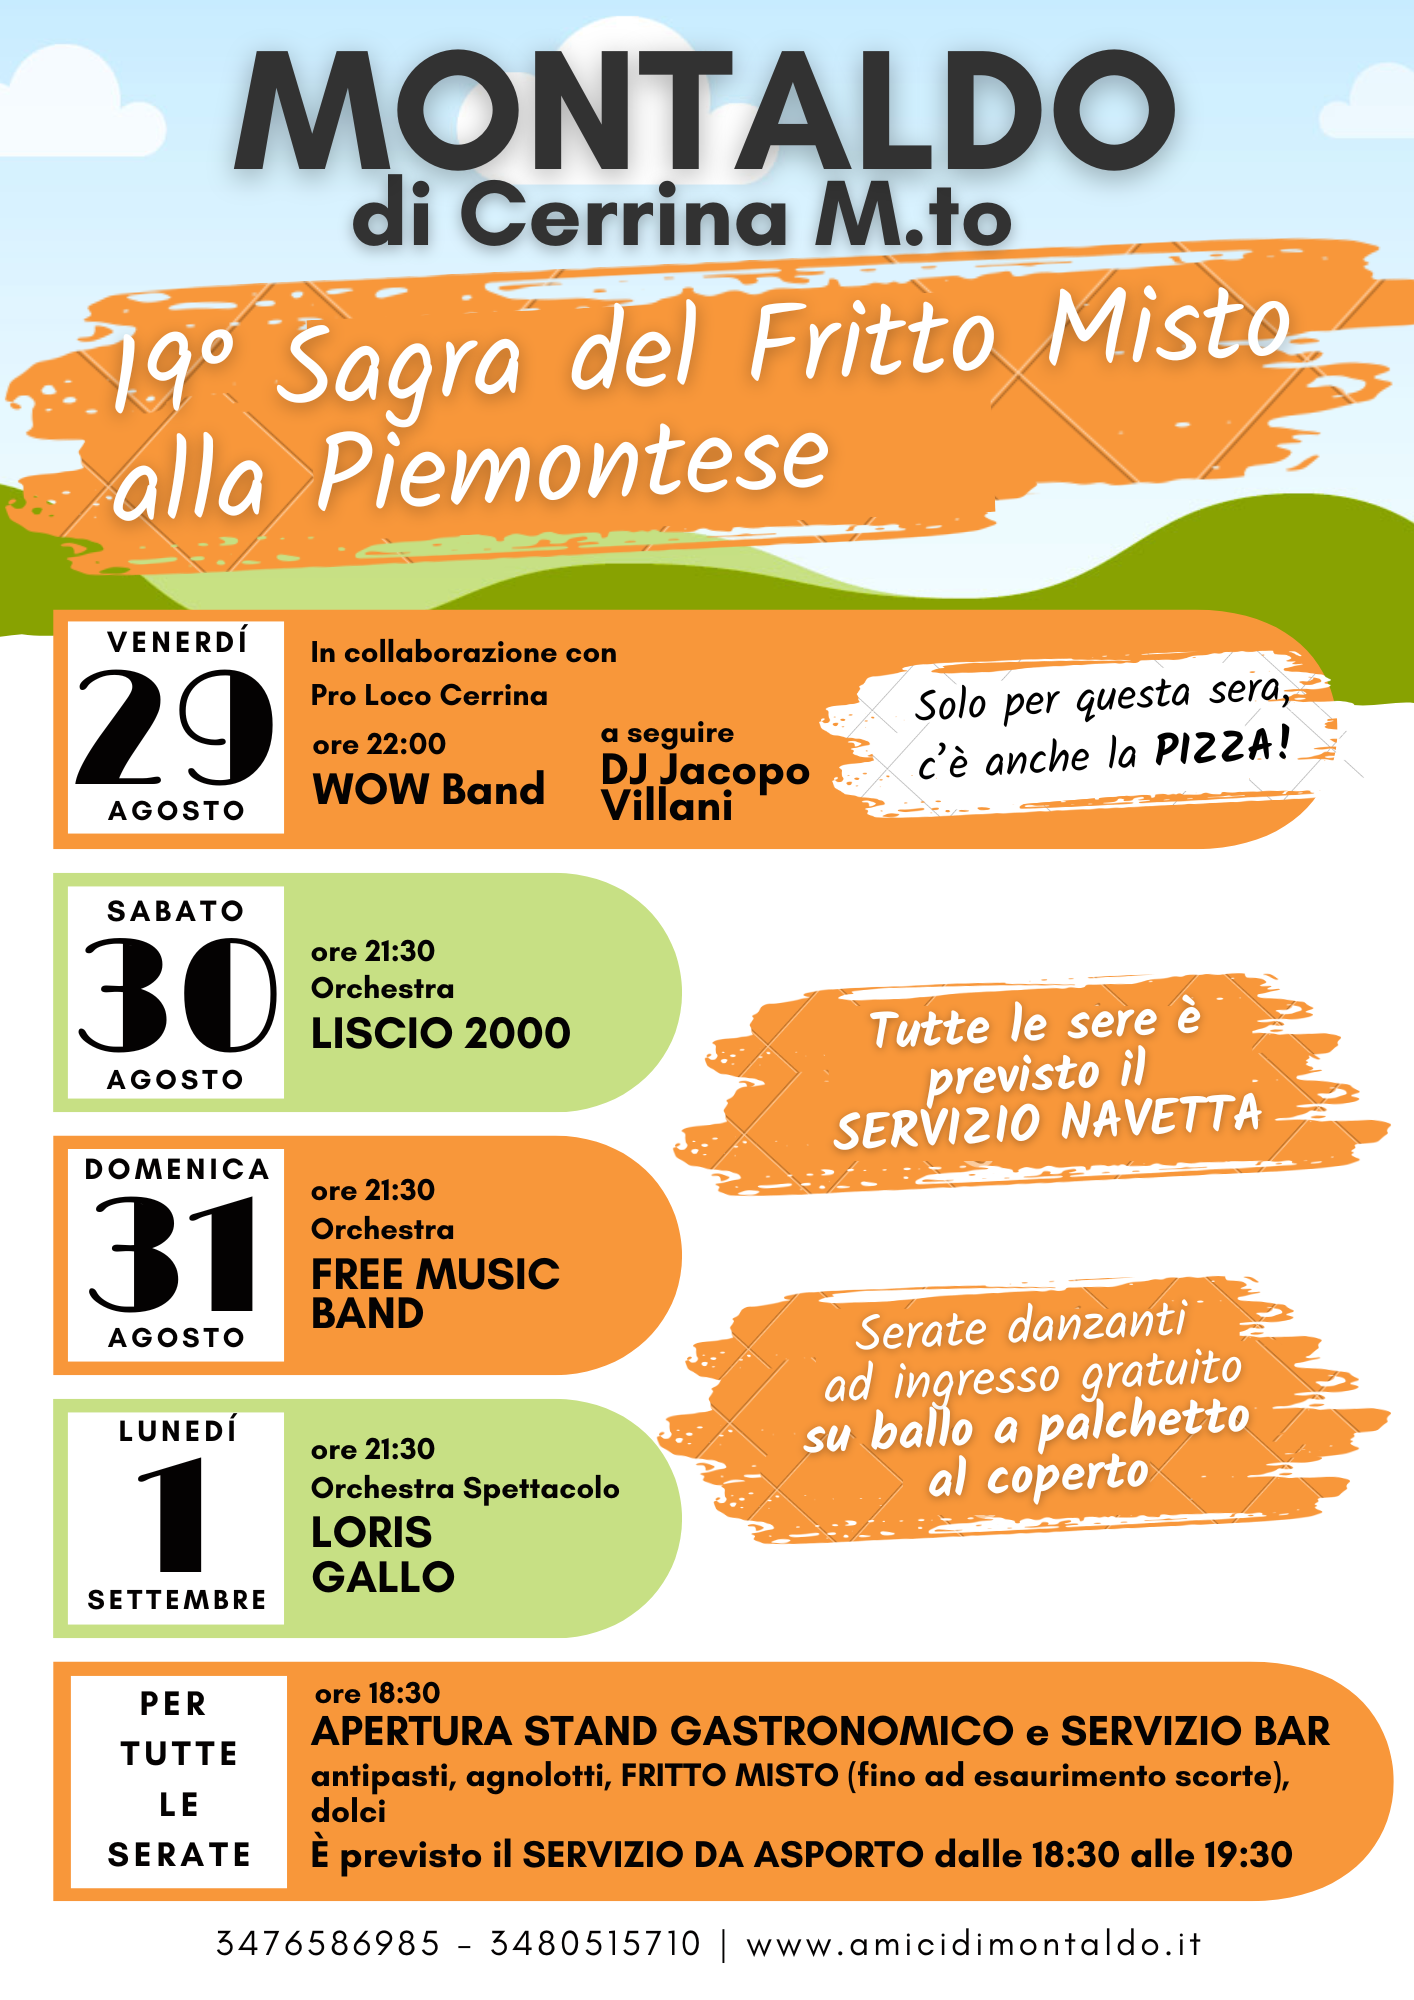 MONTALDO
di Cerrina M.to
19° Sagra del Fritto Misto
alla Piemontese
VENERDÍ
29
AGOSTO
In collaborazione con
Pro Loco Cerrina
ore 22:00
WOW Band
a seguire
DJ Jacopo
Villani
Solo per questa sera,
c'è anche la PIZZA!
SABATO
30
AGOSTO
ore 21:30
Orchestra
LISCIO 2000
Tutte le sere è
previsto il
SERVIZIO NAVETTA
DOMENICA
31
AGOSTO
ore 21:30
Orchestra
FREE MUSIC
BAND
Serate danzanti
ad ingresso gratuito
su ballo a palchetto
al coperto
LUNEDÍ
1
SETTEMBRE
ore 21:30
Orchestra Spettacolo
LORIS
GALLO
PER
TUTTE
LE
SERATE
ore 18:30
APERTURA STAND GASTRONOMICO e SERVIZIO BAR
antipasti, agnolotti, FRITTO MISTO (fino ad esaurimento scorte),
dolci
È previsto il SERVIZIO DA ASPORTO dalle 18:30 alle 19:30
3476586985 - 3480515710 | www.amicidimontaldo.it